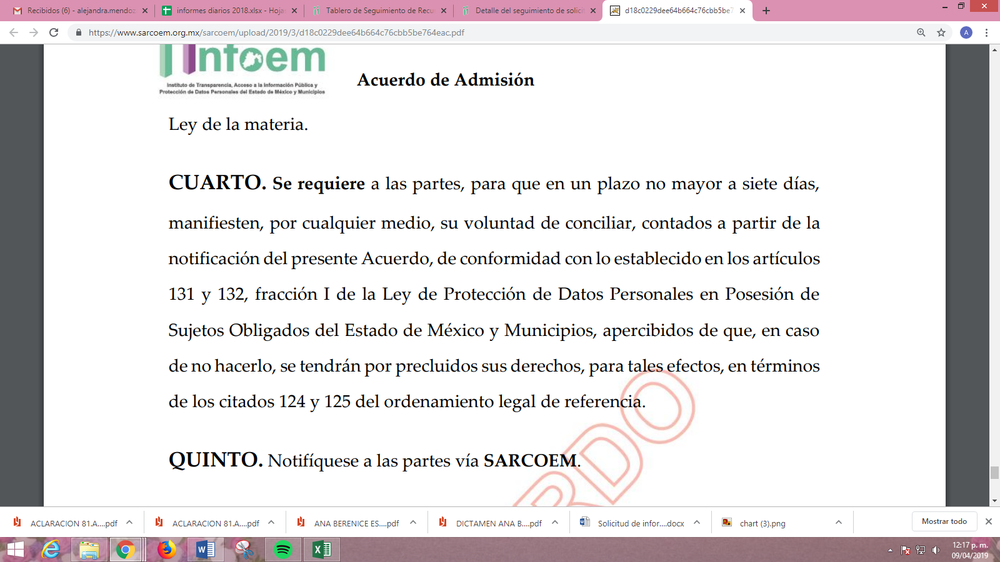 Recibidos (6) - alejandra.mendoz
informes diarios 2018.xlsx - Hoja
Tablero de Seguimiento de Recu
Detalle del seguimiento de solici
d18c0229dee64b664c76cbb5be7
https://www.sarcoem.org.mx/sarcoem/upload/2019/3/d18c0229dee64b664c76cbb5be764eac.pdf
A
infoem
Instituto de Transparencia, Acceso a la Información Pública y
Protección de Datos Personales del Estado de México y Municipios
Acuerdo de Admisión
Ley de la materia.
CUARTO. Se requiere a las partes, para que en un plazo no mayor a siete días,
manifiesten, por cualquier medio, su voluntad de conciliar, contados a partir de la
notificación del presente Acuerdo, de conformidad con lo establecido en los artículos
131 y 132, fracción I de la Ley de Protección de Datos Personales en Posesión de
Sujetos Obligados del Estado de México y Municipios, apercibidos de que, en caso
de no hacerlo, se tendrán por precluidos sus derechos, para tales efectos, en términos
de los citados 124 y 125 del ordenamiento legal de referencia.
QUINTO. Notifíquese a las partes vía SARCOEM.
RDO
ACLARACION 81.A....pdf
ACLARACION 81.A....pdf
ANA BERENICE ES....pdf
DICTAMEN ANA B....pdf
Solicitud de infor....docx
chart (3).png
Mostrar todo
12:17 p. m.
09/04/2019